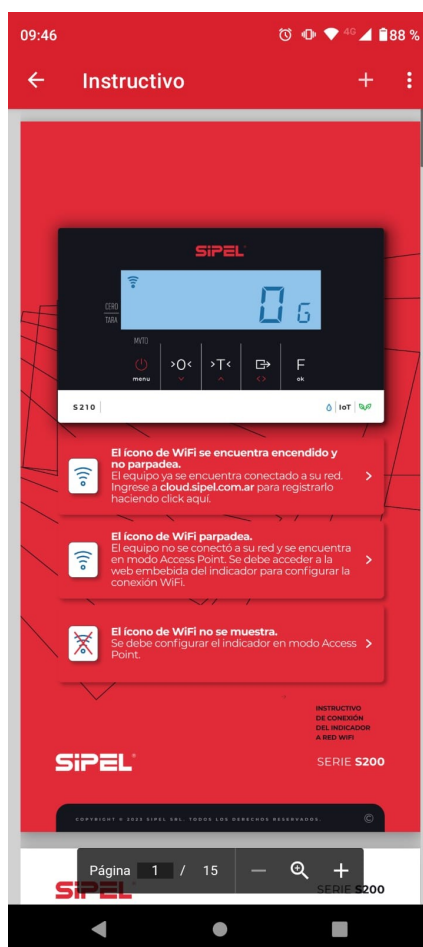 09:46
4G
88 %
Instructivo
SIPEL
0 G
CERO
TARA
MVTO
>0<
>T<
F
menu
ok
S210
IoT
El ícono de WiFi se encuentra encendido y
no parpadea.
El equipo ya se encuentra conectado a su red.
Ingrese a cloud.sipel.com.ar para registrarlo
haciendo click aquí.
El ícono de WiFi parpadea.
El equipo no se conectó a su red y se encuentra
en modo Access Point. Se debe acceder a la
web embebida del indicador para configurar la
conexión WiFi.
El ícono de WiFi no se muestra.
Se debe configurar el indicador en modo Access
Point.
INSTRUCTIVO
DE CONEXIÓN
DEL INDICADOR
A RED WIFI
SIPEL
SERIE S200
COPYRIGHT © 2025 SIPEL SRL. TODOS LOS DERECHOS RESERVADOS.
©
Página 1 / 15
SIPEL
SERIE S200